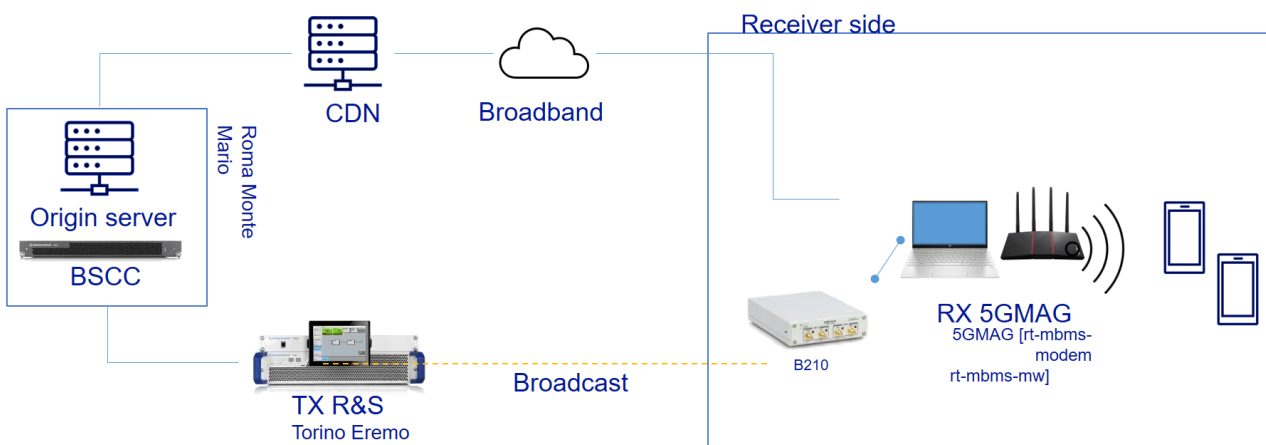 Receiver side
CDN
Broadband
Roma Monte
Mario
Origin server
BSCC
TX R&S
Torino Eremo
Broadcast
B210
RX 5GMAG
5GMAG [rt-mbms-
modem
rt-mbms-mw]